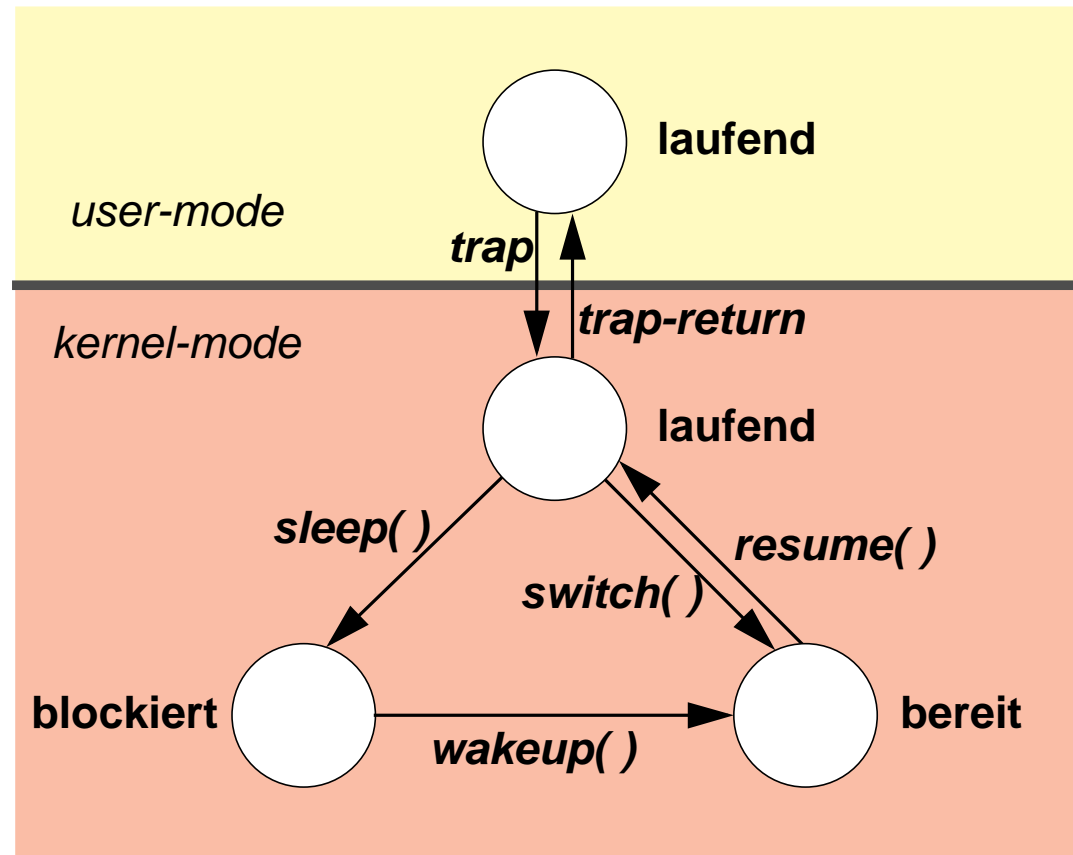 laufend
user-mode
trap
trap-return
kernel-mode
laufend
sleep( )
resume( )
switch( )
blockiert
bereit
wakeup( )